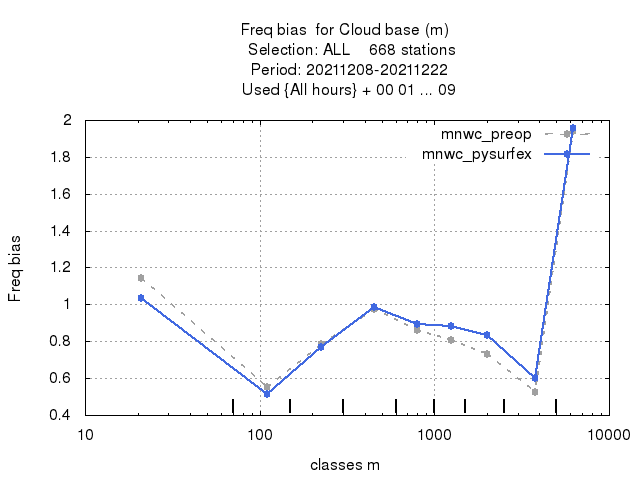 Freq bias  for Cloud base (m)
Selection: ALL    668 stations
Period: 20211208-20211222
Used {All hours} + 00 01 ... 09
mnwc_preop
mnwc_pysurfex
Freq bias
2
1.8
1.6
1.4
1.2
1
0.8
0.6
0.4
10 100 1000 10000
classes m